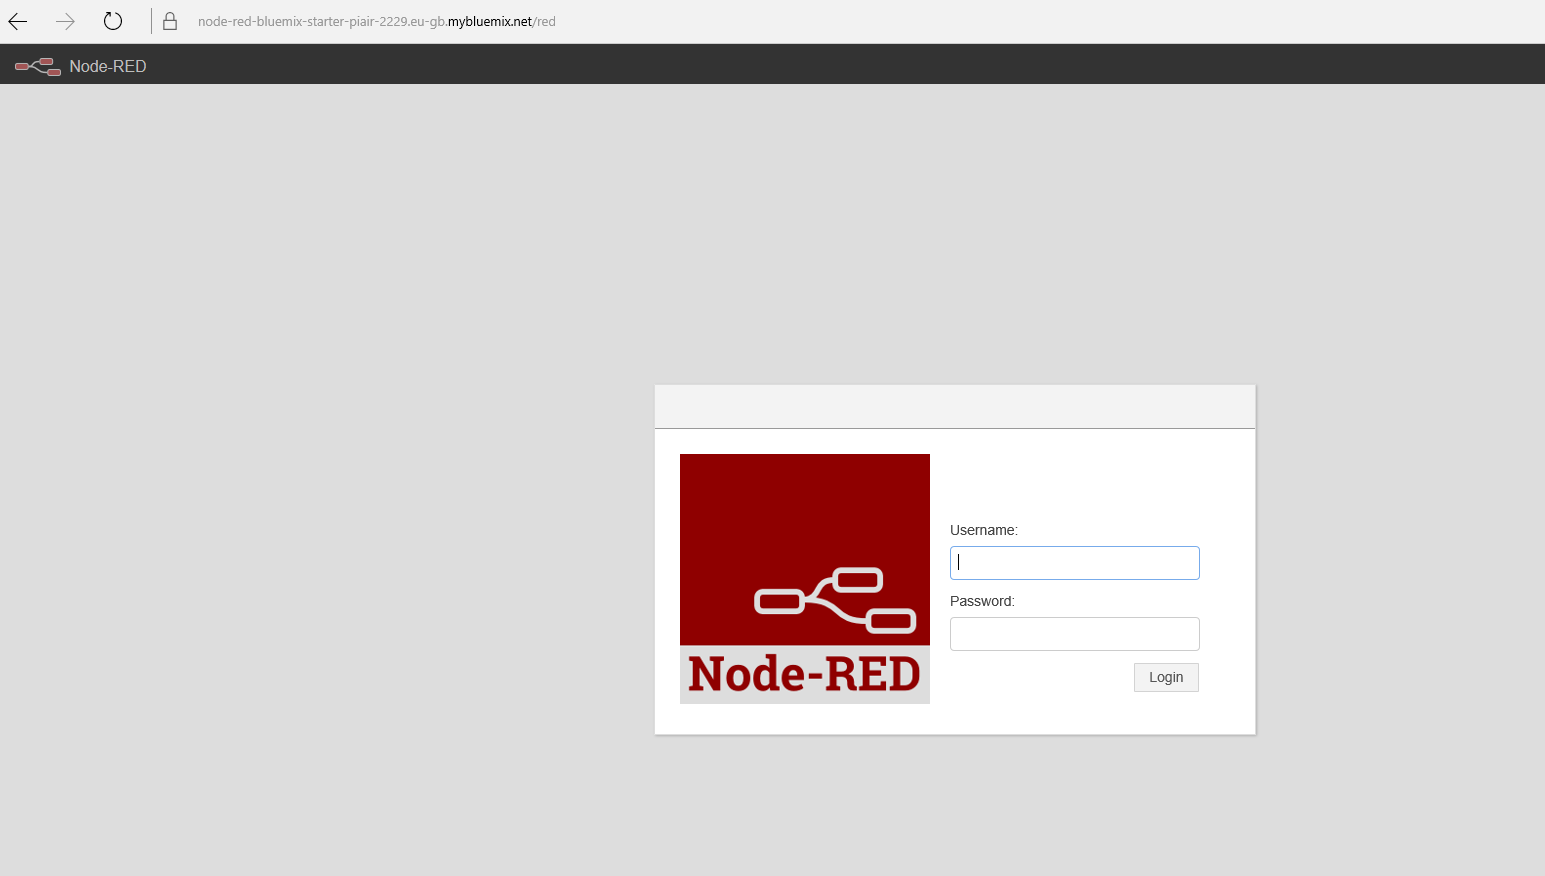 node-red-bluemix-starter-piair-2229.eu-gb.mybluemix.net/red
Node-RED
Username:
Password:
Login
Node-RED